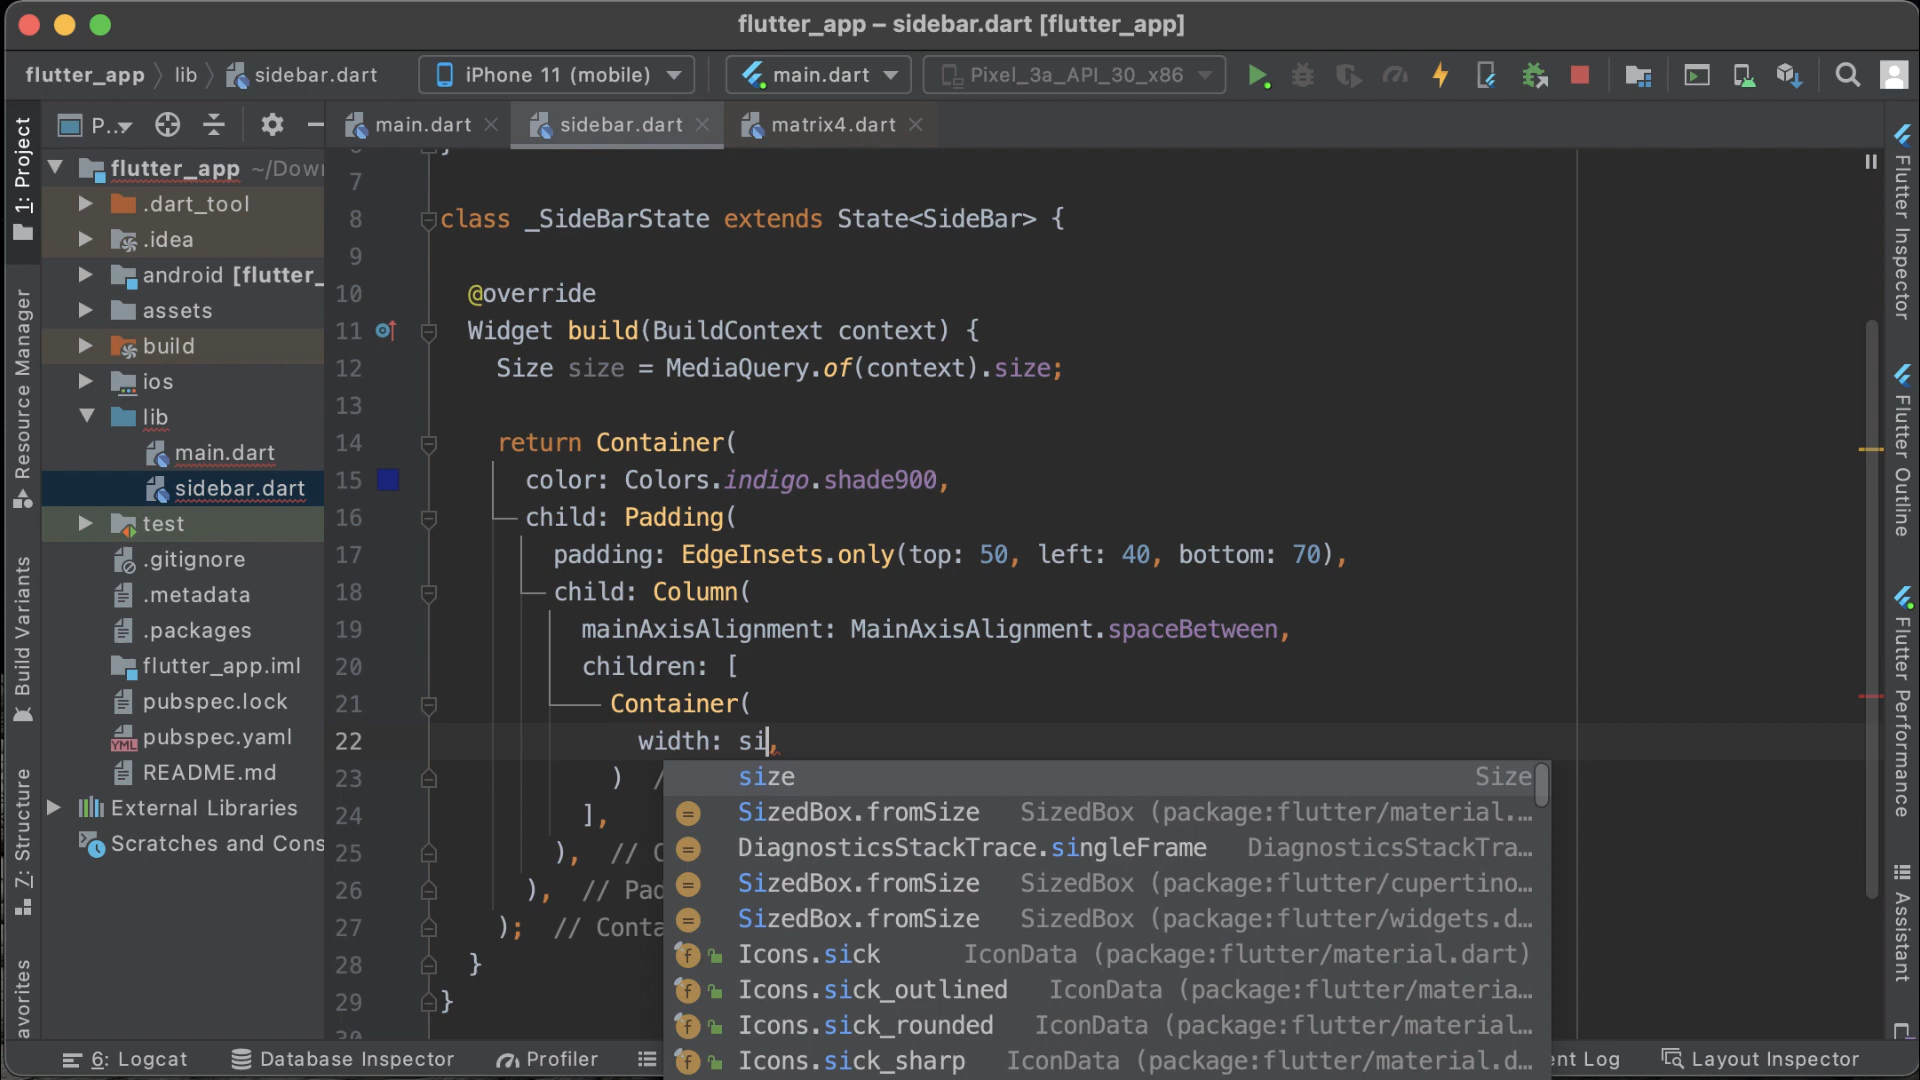 flutter_app – sidebar.dart [flutter_app]
flutter_app lib sidebar.dart iPhone 11 (mobile) main.dart Pixel_3a_API_30_x86
P.. main.dart sidebar.dart matrix4.dart
1: Project
Resource Manager
Build Variants
Z: Structure
avorites
flutter_app ~/Down
.dart_tool
.idea
android [flutter_
assets
build
ios
lib
main.dart
sidebar.dart
test
.gitignore
.metadata
.packages
flutter_app.iml
pubspec.lock
pubspec.yaml
README.md
External Libraries
Scratches and Cons
7
8 class _SideBarState extends State<SideBar> {
9
10 @override
11 Widget build(BuildContext context) {
12 Size size = MediaQuery.of(context).size;
13
14 return Container(
15 color: Colors.indigo.shade900,
16 child: Padding(
17 padding: EdgeInsets.only(top: 50, left: 40, bottom: 70),
18 child: Column(
19 mainAxisAlignment: MainAxisAlignment.spaceBetween,
20 children: [
21 Container(
22 width: si,
23 ) /
24 ],
25 ), // C
26 ), // Pad
27 ); // Conta
28 }
29 }
size Size
SizedBox.fromSize SizedBox (package:flutter/material....
DiagnosticsStackTrace.singleFrame DiagnosticsStackTra...
SizedBox.fromSize SizedBox (package:flutter/cupertino...
SizedBox.fromSize SizedBox (package:flutter/widgets.d...
Icons.sick IconData (package:flutter/material.dart)
Icons.sick_outlined IconData (package:flutter/materia...
Icons.sick_rounded IconData (package:flutter/material...
Icons.sick_sharp IconData (package:flutter/material.d...
Flutter Inspector
Flutter Outline
Flutter Performance
Assistant
6: Logcat Database Inspector Profiler ent Log Layout Inspector